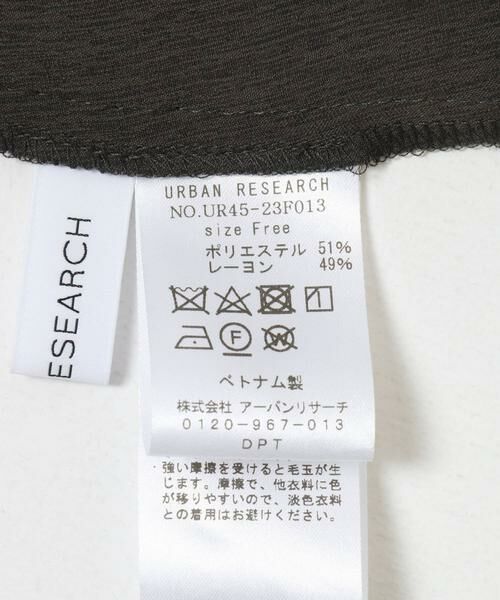 URBAN RESEARCH
NO.UR45-23F013
size Free
ポリエステル 51%
レーヨン 49%
F W
ベトナム製
株式会社 アーバンリサーチ
0120-967-013
DPT
・強い摩擦を受けると毛玉が生
じます。摩擦で、他衣料に色
が移りやすいので、淡色衣料
との着用はお避けください。
ESEARCH